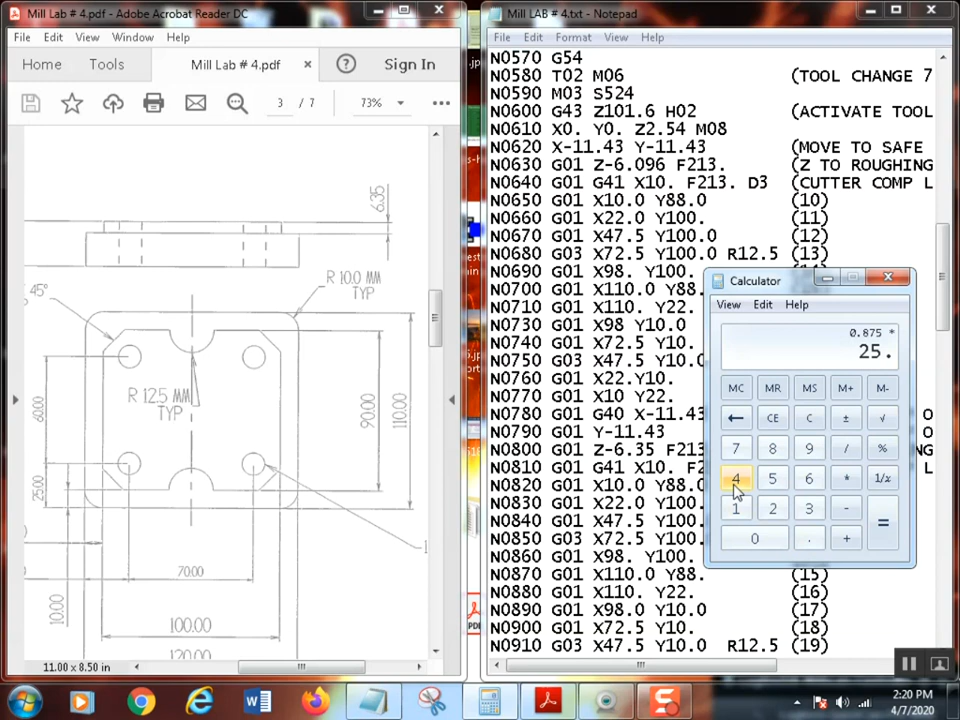 Mill Lab # 4.pdf - Adobe Acrobat Reader DC
File Edit View Window Help
Home Tools Mill Lab # 4.pdf × ? Sign In
3 / 7 73%
6.35
R 10.0 MM
TYP
45°
R 12.5 MM
TYP
60.00
90.00
110.00
25.00
70.00
10.00
100.00
120.00
11.00 x 8.50 in
Mill LAB # 4.txt - Notepad
File Edit Format View Help
N0570 G54
N0580 T02 M06 (TOOL CHANGE 7
N0590 M03 S524
N0600 G43 Z101.6 H02 (ACTIVATE TOOL
N0610 X0. Y0. Z2.54 M08
N0620 X-11.43 Y-11.43 (MOVE TO SAFE
N0630 G01 Z-6.096 F213. (Z TO ROUGHING
N0640 G01 G41 X10. F213. D3 (CUTTER COMP L
N0650 G01 X10.0 Y88.0 (10)
N0660 G01 X22.0 Y100. (11)
N0670 G01 X47.5 Y100.0 (12)
N0680 G03 X72.5 Y100.0 R12.5 (13)
N0690 G01 X98. Y100.
N0700 G01 X110.0 Y88.
N0710 G01 X110. Y22.
N0730 G01 X98 Y10.0
N0740 G01 X72.5 Y10.
N0750 G03 X47.5 Y10.0
N0760 G01 X22.Y10.
N0770 G01 X10 Y22.
N0780 G01 G40 X-11.43
N0790 G01 Y-11.43
N0800 G01 Z-6.35 F213
N0810 G01 G41 X10. F2
N0820 G01 X10.0 Y88.0
N0830 G01 X22.0 Y100.
N0840 G01 X47.5 Y100.
N0850 G03 X72.5 Y100.
N0860 G01 X98. Y100.
N0870 G01 X110.0 Y88. (15)
N0880 G01 X110. Y22. (16)
N0890 G01 X98.0 Y10.0 (17)
N0900 G01 X72.5 Y10. (18)
N0910 G03 X47.5 Y10.0 R12.5 (19)
Calculator
View Edit Help
0.875 *
25.
MC MR MS M+ M-
← CE C ± √
7 8 9 / %
4 5 6 * 1/x
1 2 3 - =
0 . +
2:20 PM
4/7/2020